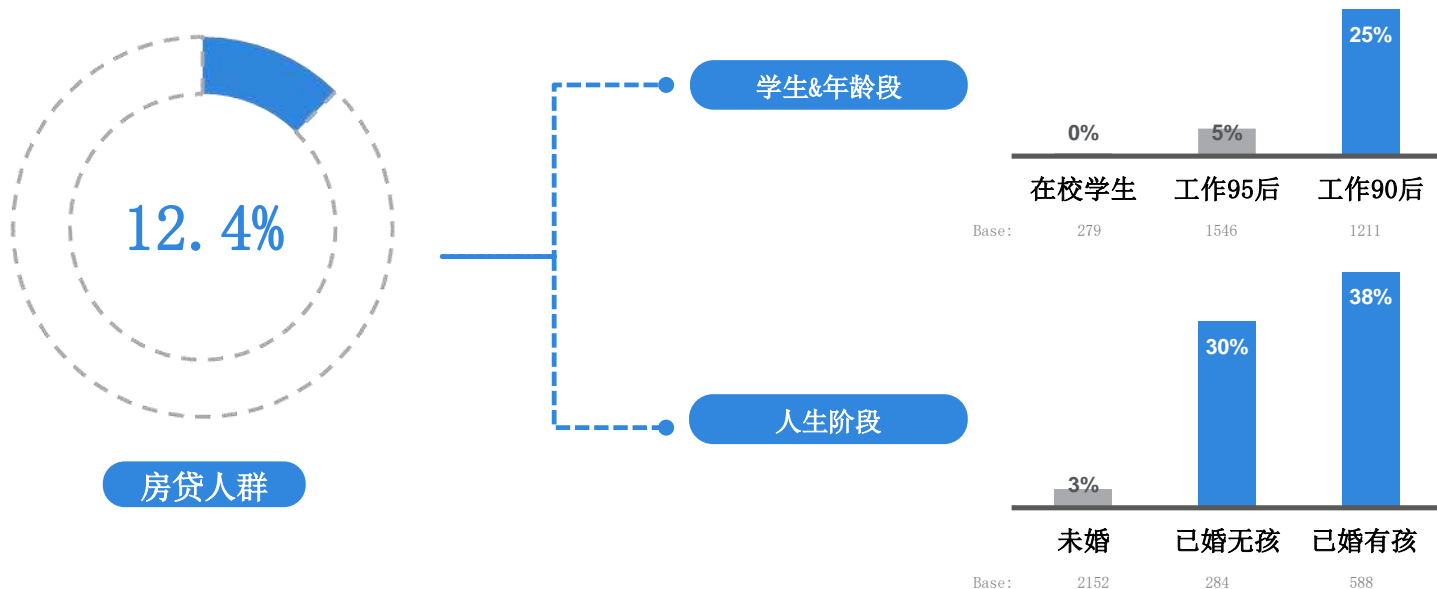 12.4%
房贷人群
学生&年龄段
0%
5%
25%
在校学生
工作95后
工作90后
Base: 279 1546 1211
人生阶段
3%
30%
38%
未婚
已婚无孩
已婚有孩
Base: 2152 284 588